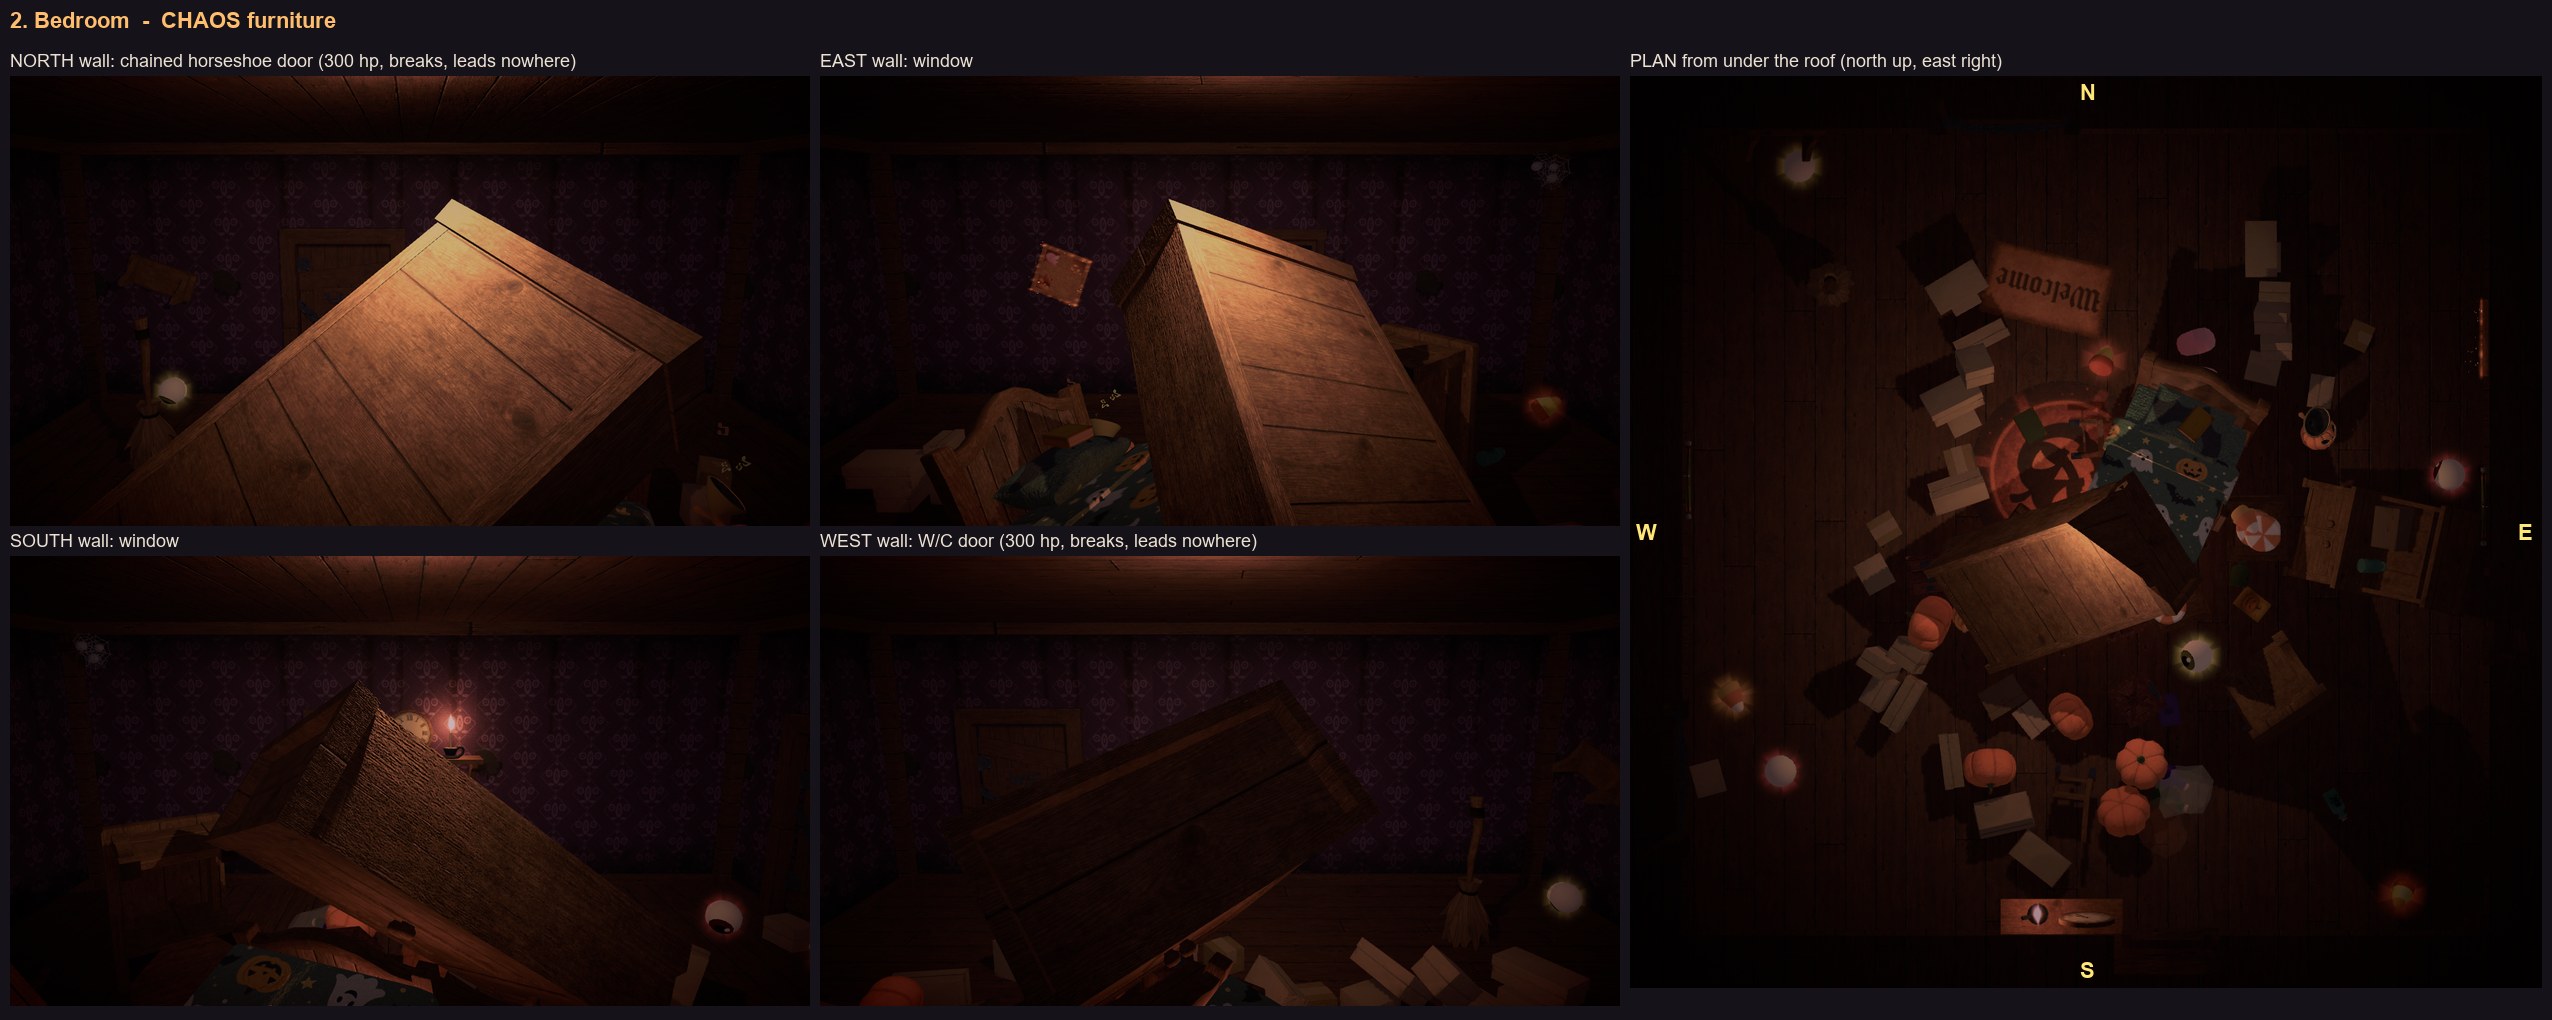 2. Bedroom - CHAOS furniture
NORTH wall: chained horseshoe door (300 hp, breaks, leads nowhere)
EAST wall: window
PLAN from under the roof (north up, east right)
N
Welcome
W
E
SOUTH wall: window
WEST wall: W/C door (300 hp, breaks, leads nowhere)
S